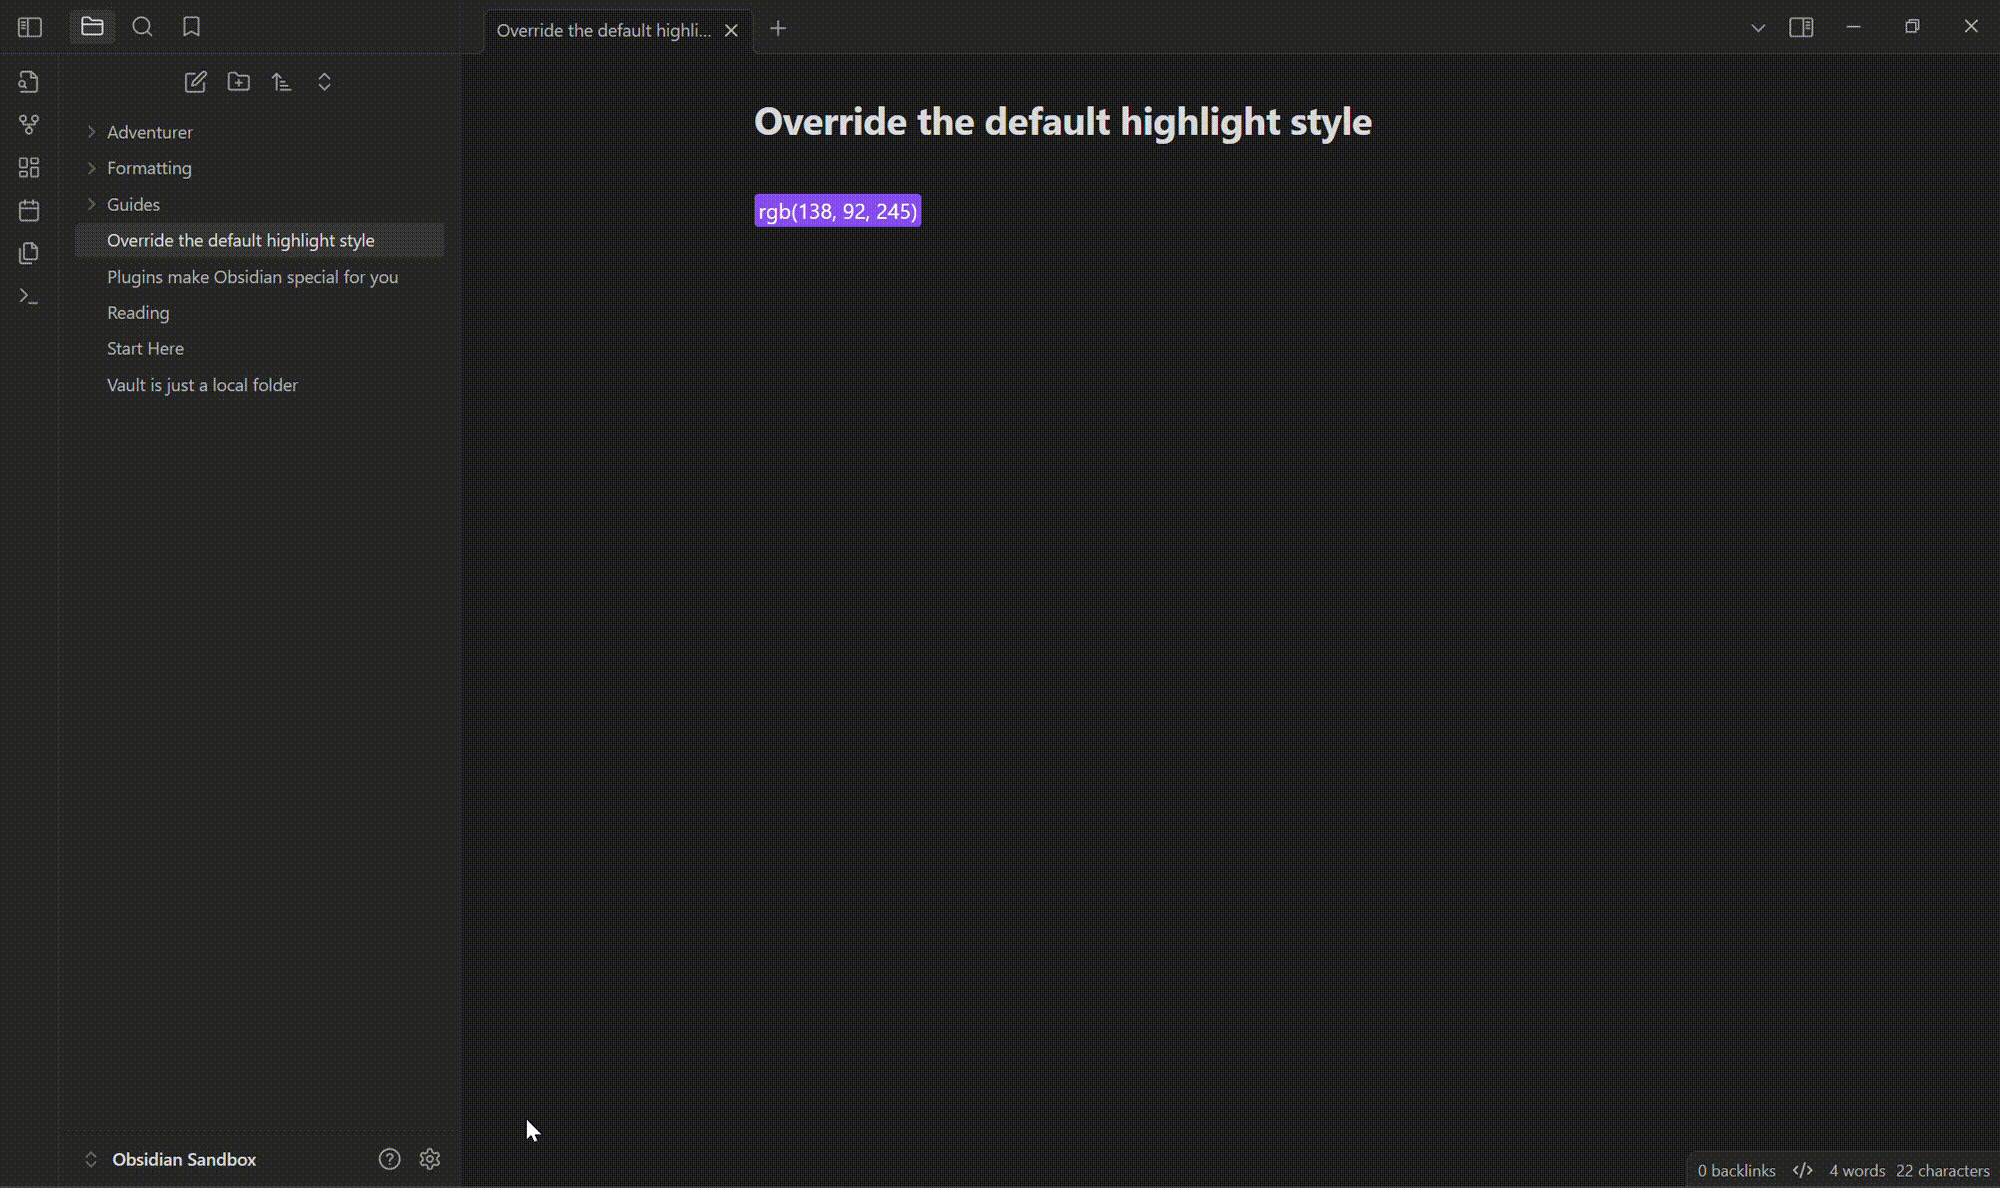 Override the default highli...
Adventurer
Formatting
Guides
Override the default highlight style
Plugins make Obsidian special for you
Reading
Start Here
Vault is just a local folder
Obsidian Sandbox
Override the default highlight style
rgb(138, 92, 245)
0 backlinks 4 words 22 characters